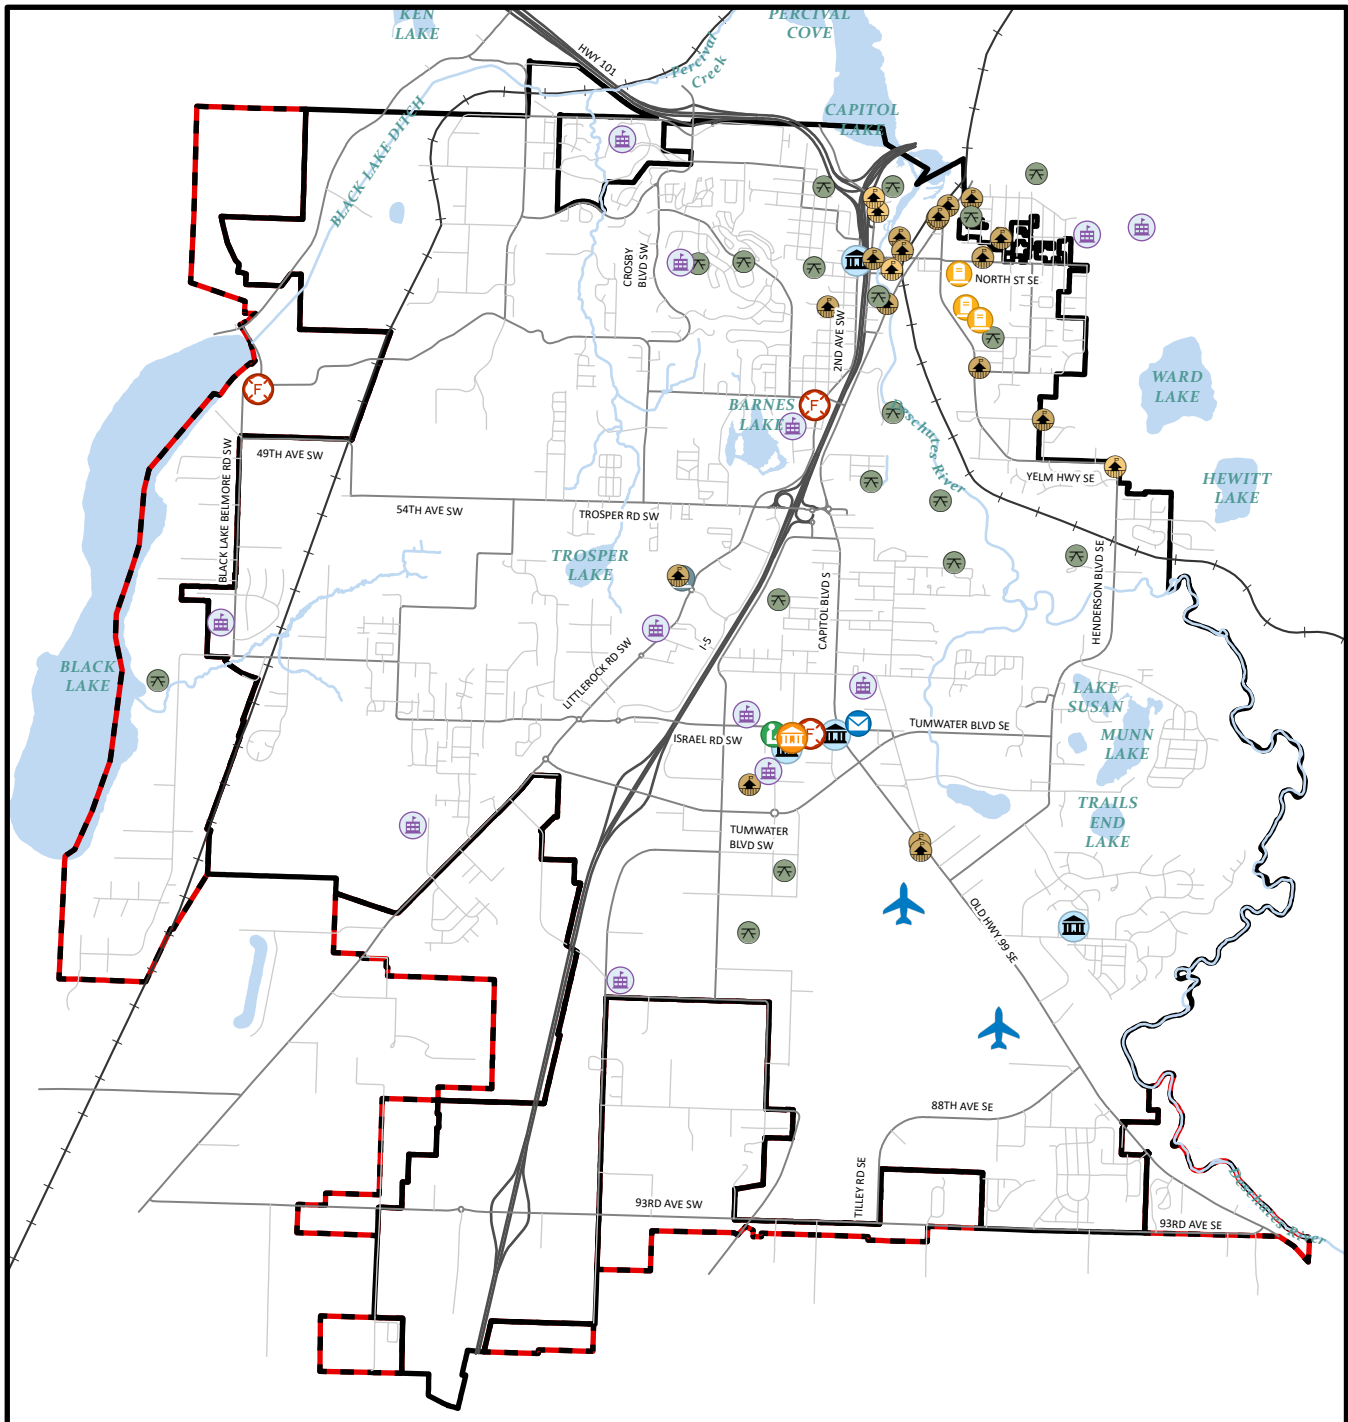 KEN
LAKE
PERCIVAL
COVE
HWY 101
Percival
Creek
BLACK LAKE DITCH
CAPITOL
LAKE
CROSBY
BLVD SW
NORTH ST SE
2ND AVE SW
WARD
LAKE
BARNES
LAKE
F
F
Deschutes River
49TH AVE SW
BLACK LAKE BELMORE RD SW
54TH AVE SW
TROSPER RD SW
YELM HWY SE
HEWITT
LAKE
TROSPER
LAKE
CAPITOL BLVD S
HENDERSON BLVD SE
I-5
LITTLEROCK RD SW
BLACK
LAKE
LAKE
SUSAN
MUNN
LAKE
ISRAEL RD SW
F
TUMWATER BLVD SE
TRAILS
END
LAKE
TUMWATER
BLVD SW
OLD HWY 99 SE
88TH AVE SE
TILLEY RD SE
93RD AVE SW
93RD AVE SE
Deschutes River